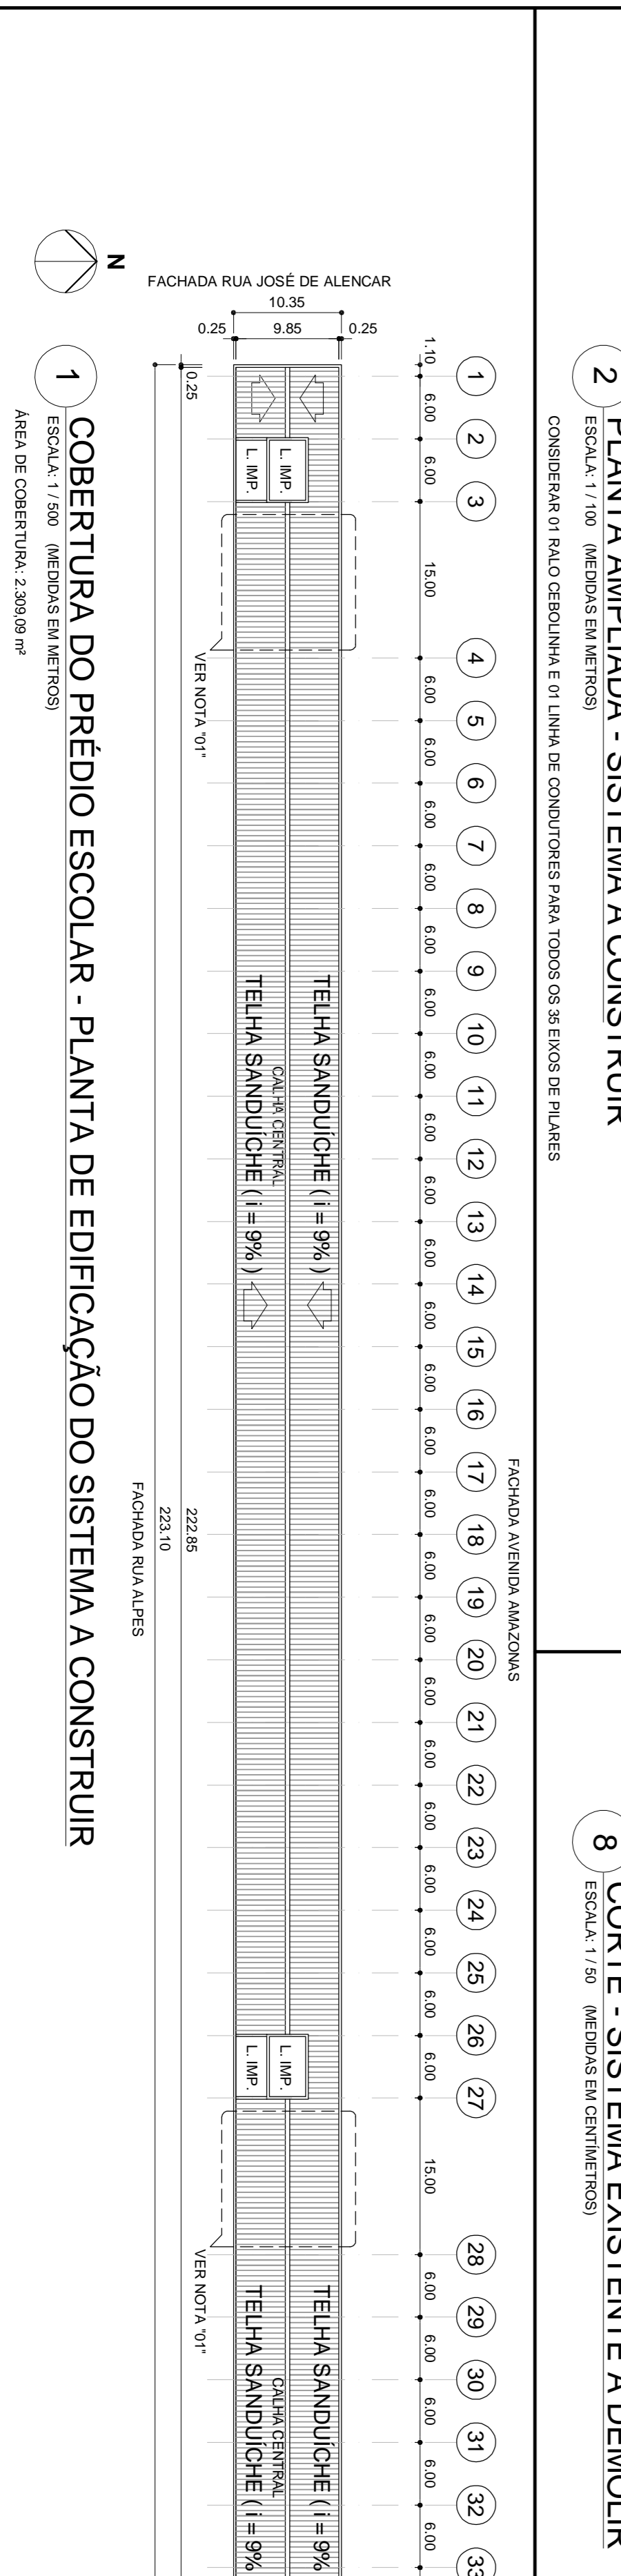 2
PLANTA AMPLIADA - SISTEMA A CONSTRUIR
ESCALA: 1 / 100 (MEDIDAS EM METROS)
CONSIDERAR 01 RALO CEBOLINHA E 01 LINHA DE CONDUTORES PARA TODOS OS 35 EIXOS DE PILARES
8
CORTE - SISTEMA EXISTENTE A DEMOLIR
ESCALA: 1 / 50 (MEDIDAS EM CENTÍMETROS)
FACHADA AVENIDA AMAZONAS
1 2 3 4 5 6 7 8 9 10 11 12 13 14 15 16 17 18 19 20 21 22 23 24 25 26 27 28 29 30 31 32 33
1.10 6.00 6.00 15.00 6.00 6.00 6.00 6.00 6.00 6.00 6.00 6.00 6.00 6.00 6.00 6.00 6.00 6.00 6.00 6.00 6.00 6.00 6.00 6.00 6.00 6.00 6.00 15.00 6.00 6.00 6.00 6.00 6.00
FACHADA RUA JOSÉ DE ALENCAR
10.35
0.25 9.85 0.25
TELHA SANDUÍCHE ( i = 9% )
TELHA SANDUÍCHE ( i = 9%
L. IMP.
L. IMP.
CALHA CENTRAL
CALHA CENTRAL
L. IMP.
L. IMP.
TELHA SANDUÍCHE ( i = 9% )
TELHA SANDUÍCHE ( i = 9%
VER NOTA "01"
VER NOTA "01"
0.25
222.85
223.10
FACHADA RUA ALPES
N
1
COBERTURA DO PRÉDIO ESCOLAR - PLANTA DE EDIFICAÇÃO DO SISTEMA A CONSTRUIR
ESCALA: 1 / 500 (MEDIDAS EM METROS)
ÁREA DE COBERTURA: 2.309,09 m²